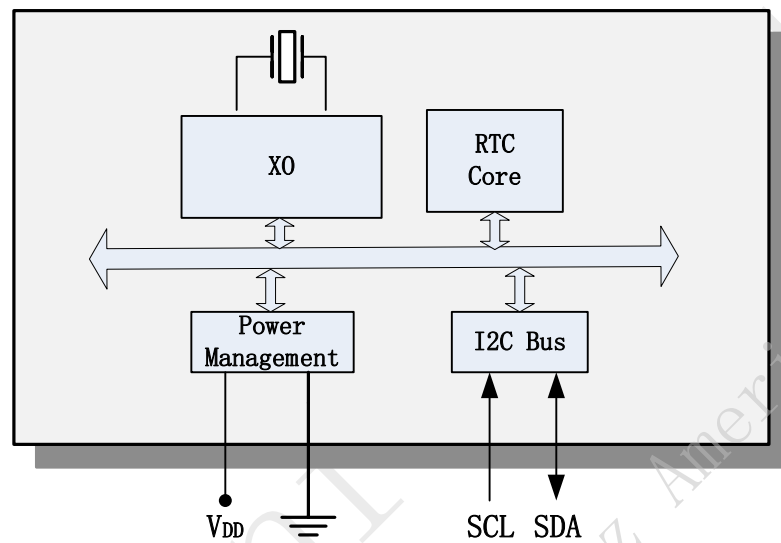 XO
RTC
Core
Power
Management
I2C Bus
VDD
SCL SDA